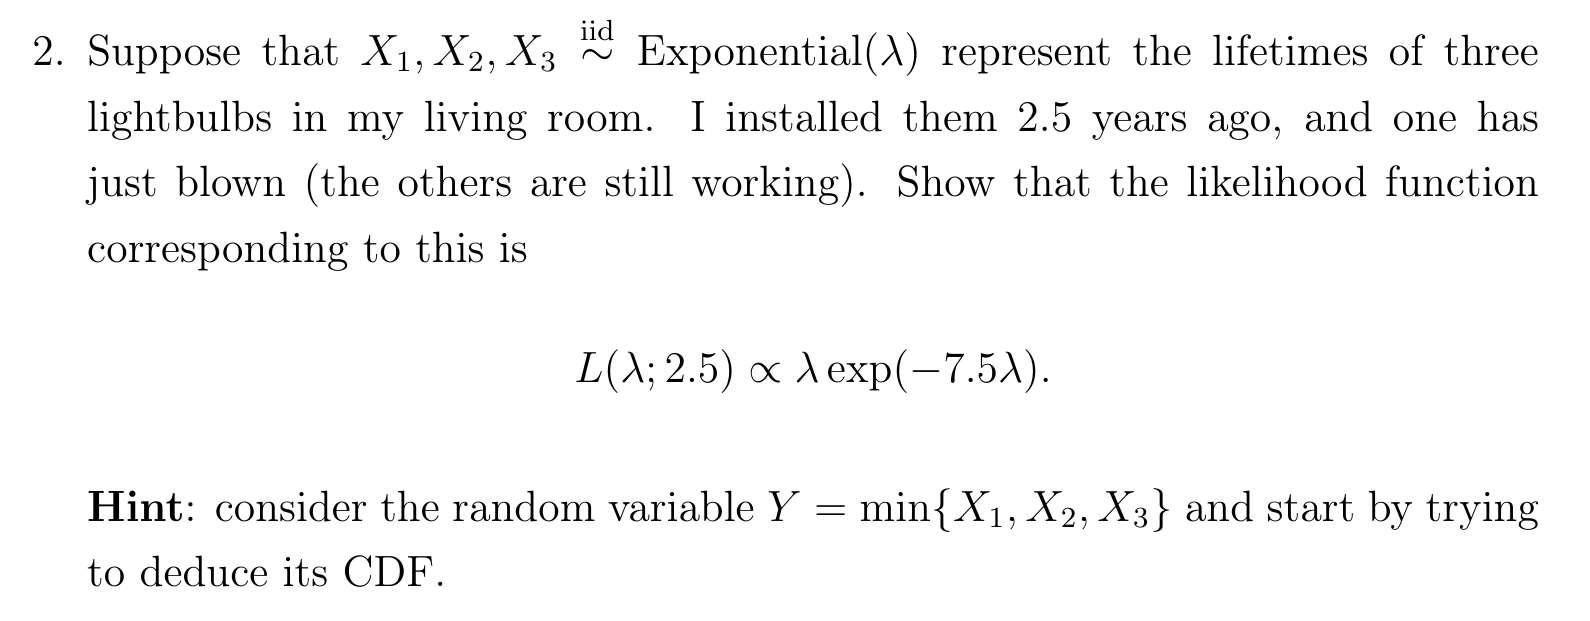 2. Suppose that X₁, X₂, X₃ iid ∼ Exponential(λ) represent the lifetimes of three
lightbulbs in my living room. I installed them 2.5 years ago, and one has
just blown (the others are still working). Show that the likelihood function
corresponding to this is
L(λ; 2.5) ∝ λ exp(−7.5λ).
Hint: consider the random variable Y = min{X₁, X₂, X₃} and start by trying
to deduce its CDF.